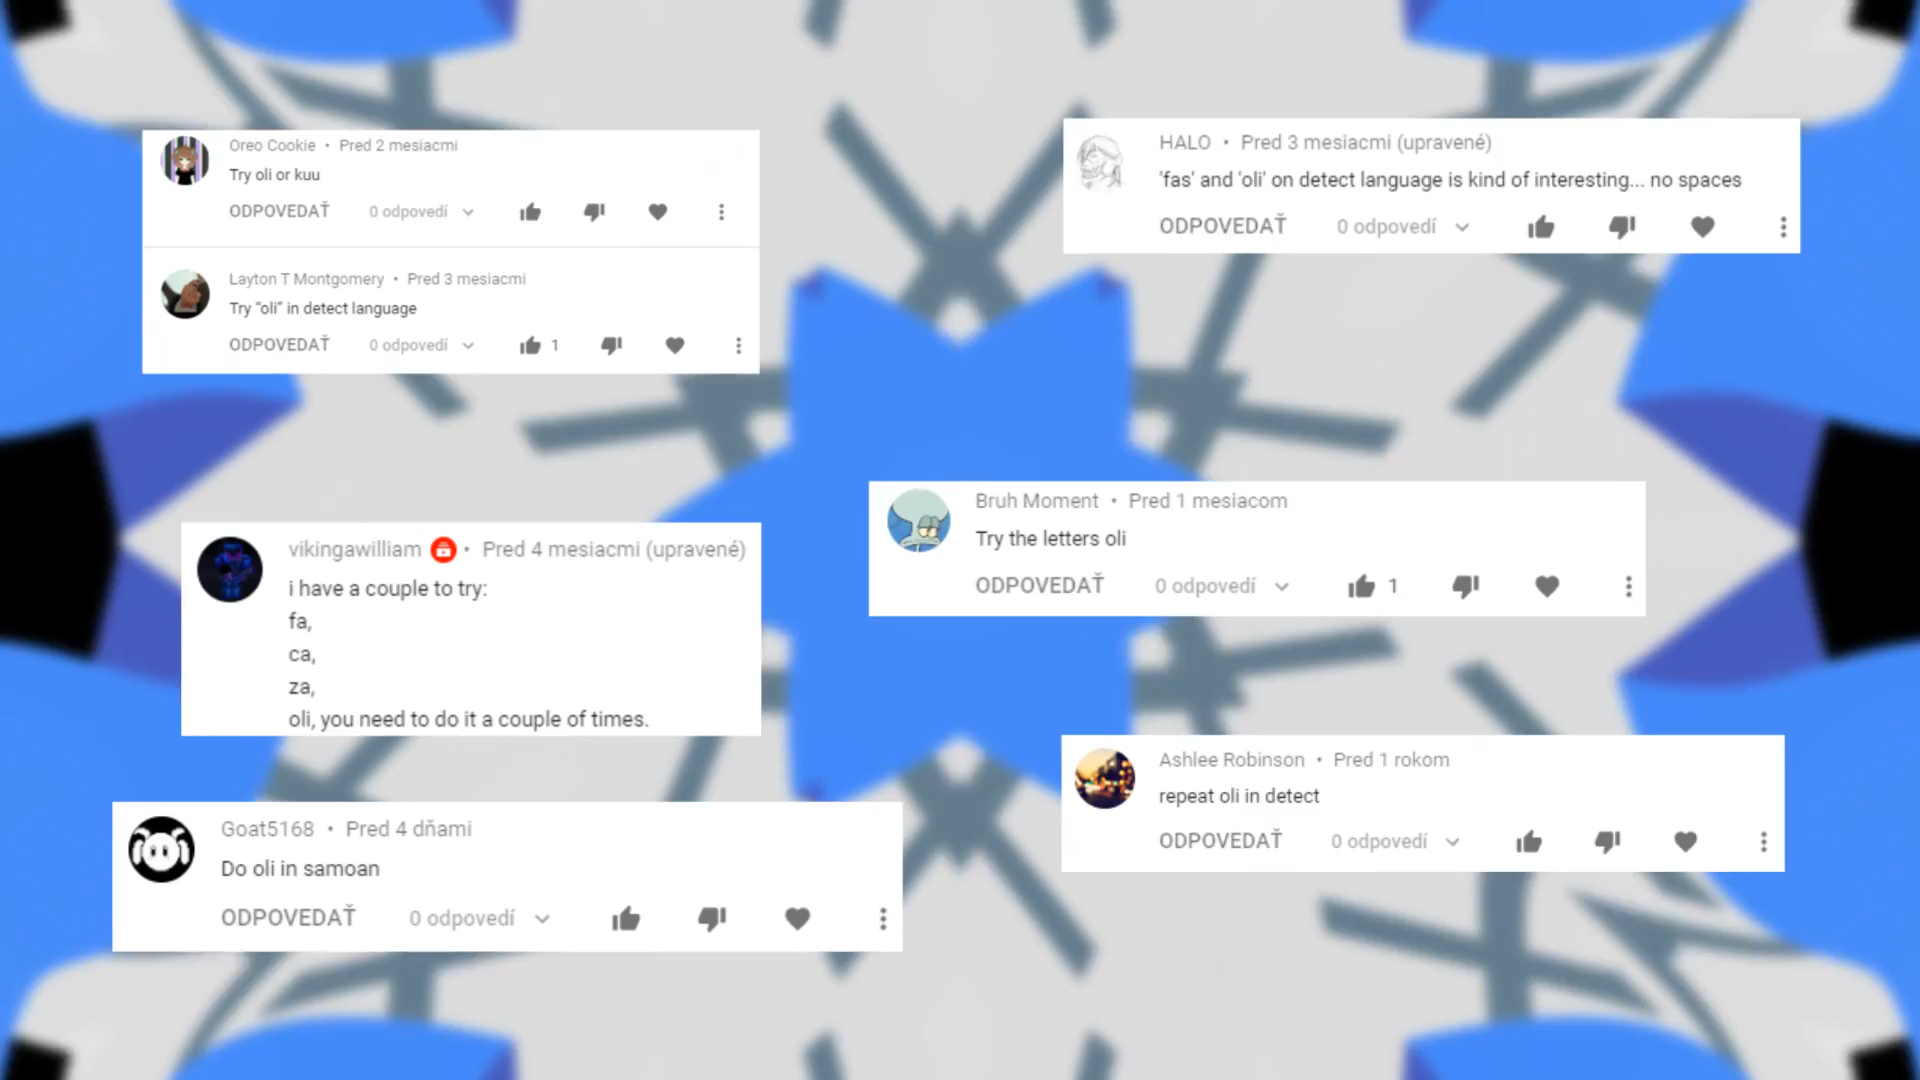 Oreo Cookie • Pred 2 mesiacmi
Try oli or kuu
ODPOVEDAŤ 0 odpovedí
Layton T Montgomery • Pred 3 mesiacmi
Try “oli” in detect language
ODPOVEDAŤ 0 odpovedí 1
HALO • Pred 3 mesiacmi (upravené)
'fas' and 'oli' on detect language is kind of interesting... no spaces
ODPOVEDAŤ 0 odpovedí
vikingawilliam • Pred 4 mesiacmi (upravené)
i have a couple to try:
fa,
ca,
za,
oli, you need to do it a couple of times.
Bruh Moment • Pred 1 mesiacom
Try the letters oli
ODPOVEDAŤ 0 odpovedí 1
Goat5168 • Pred 4 dňami
Do oli in samoan
ODPOVEDAŤ 0 odpovedí
Ashlee Robinson • Pred 1 rokom
repeat oli in detect
ODPOVEDAŤ 0 odpovedí